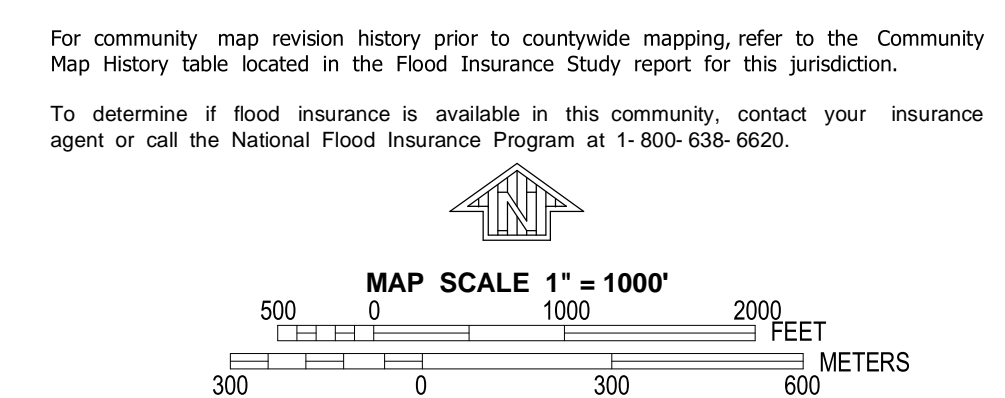 For community map revision history prior to countywide mapping, refer to the Community
Map History table located in the Flood Insurance Study report for this jurisdiction.
To determine if flood insurance is available in this community, contact your insurance
agent or call the National Flood Insurance Program at 1- 800- 638- 6620.
N
MAP SCALE 1" = 1000'
500 0 1000 2000
FEET
METERS
300 0 300 600